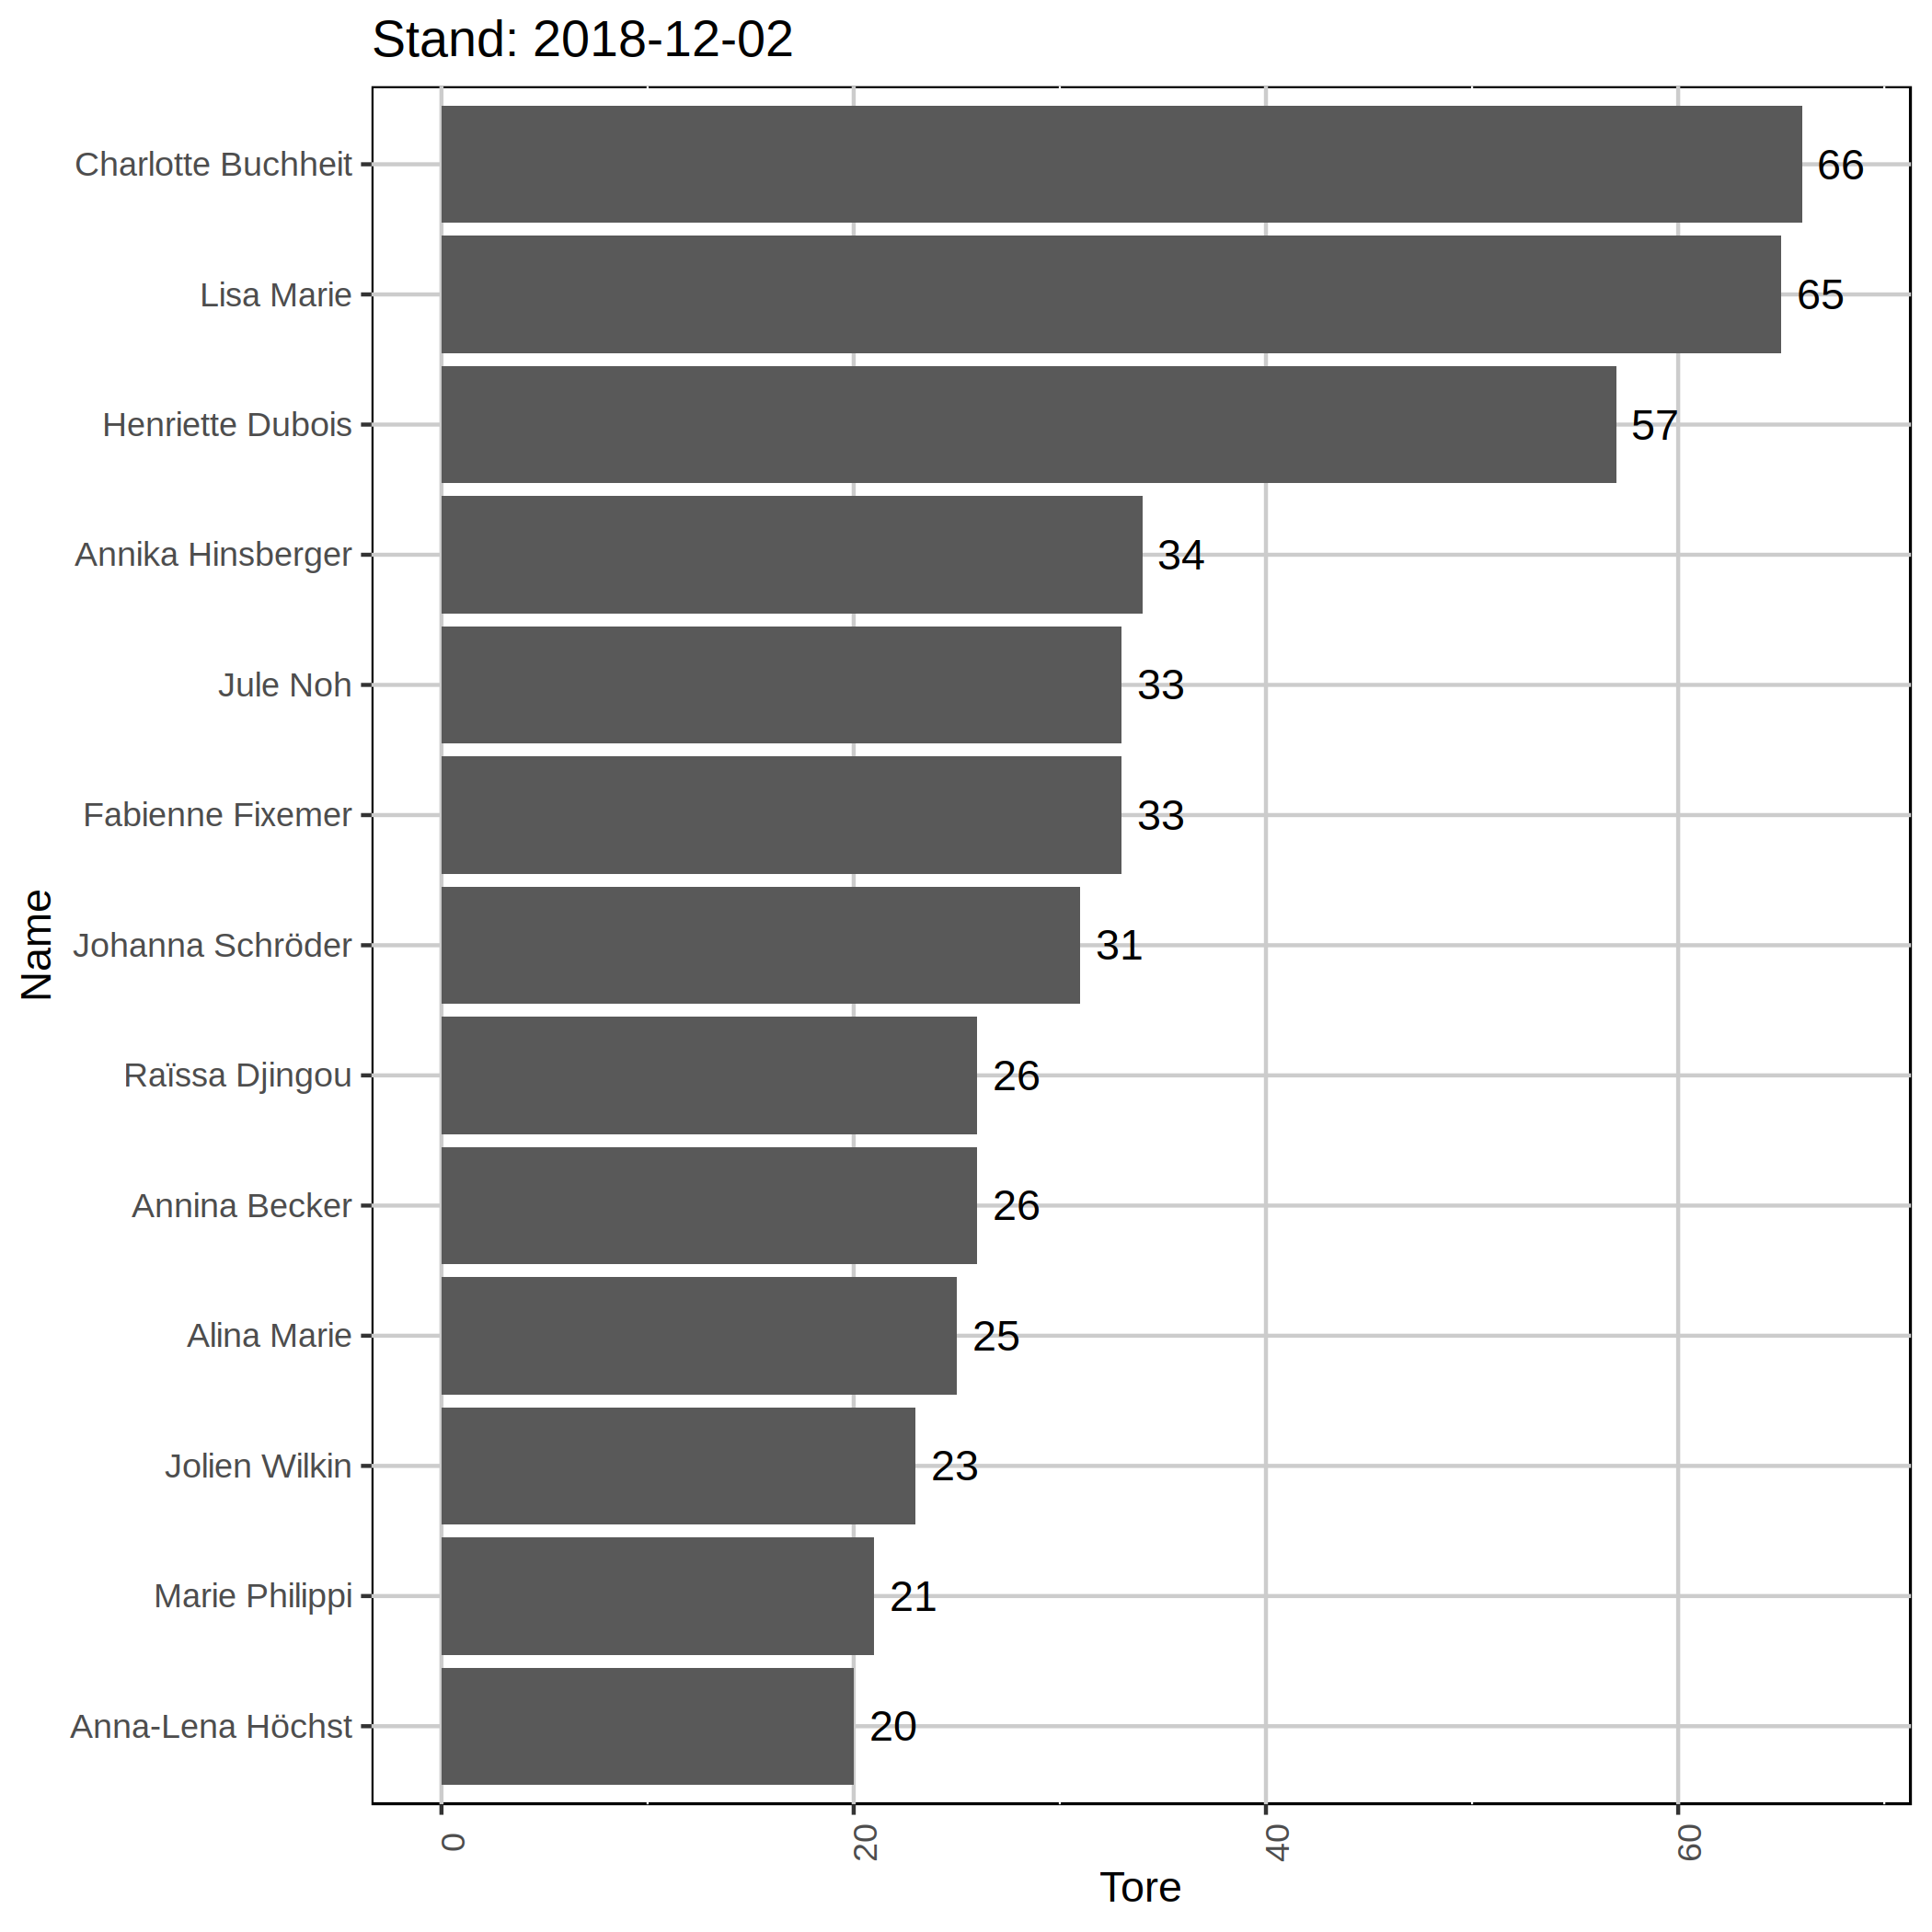 Stand: 2018-12-02
Charlotte Buchheit 66
Lisa Marie 65
Henriette Dubois 57
Annika Hinsberger 34
Jule Noh 33
Fabienne Fixemer 33
Johanna Schröder 31
Raïssa Djingou 26
Annina Becker 26
Alina Marie 25
Jolien Wilkin 23
Marie Philippi 21
Anna-Lena Höchst 20
Name
0 20 40 60
Tore